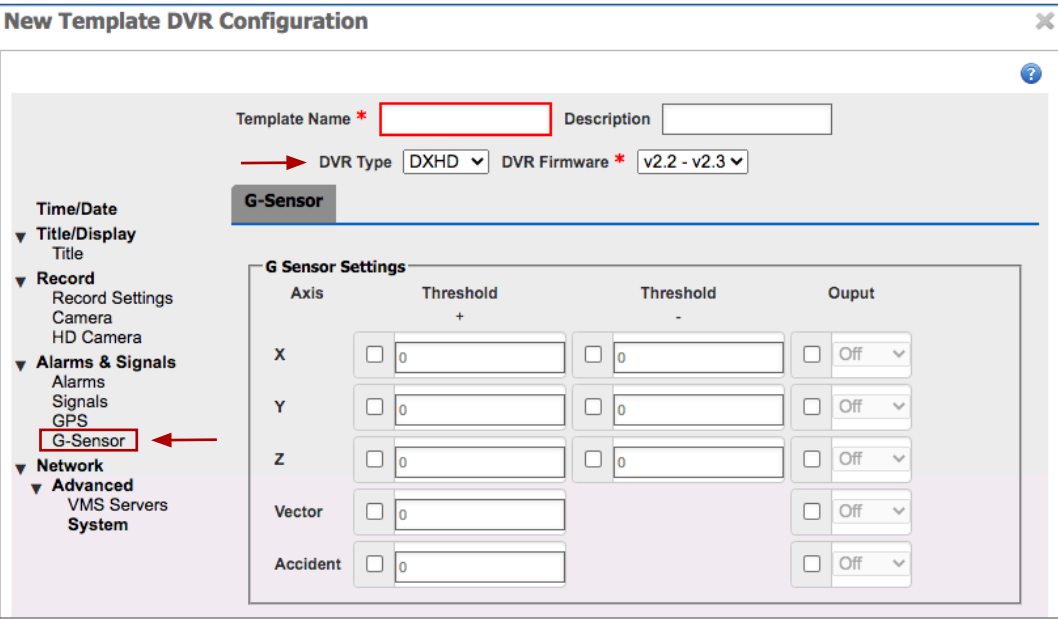 New Template DVR Configuration
Template Name * Description
DVR Type DXHD DVR Firmware * v2.2 - v2.3
Time/Date
Title/Display
Title
Record
Record Settings
Camera
HD Camera
Alarms & Signals
Alarms
Signals
GPS
G-Sensor
Network
Advanced
VMS Servers
System
G-Sensor
G Sensor Settings
Axis Threshold Threshold Ouput
+ -
X 0 0 Off
Y 0 0 Off
Z 0 0 Off
Vector 0 Off
Accident 0 Off